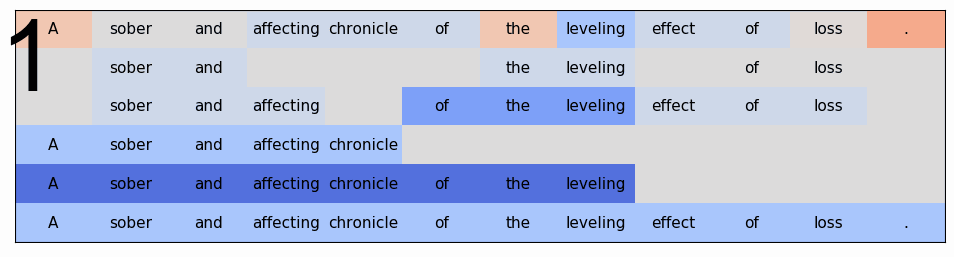 1
A sober and affecting chronicle of the leveling effect of loss .
sober and the leveling of loss
sober and affecting of the leveling effect of loss
A sober and affecting chronicle
A sober and affecting chronicle of the leveling
A sober and affecting chronicle of the leveling effect of loss .